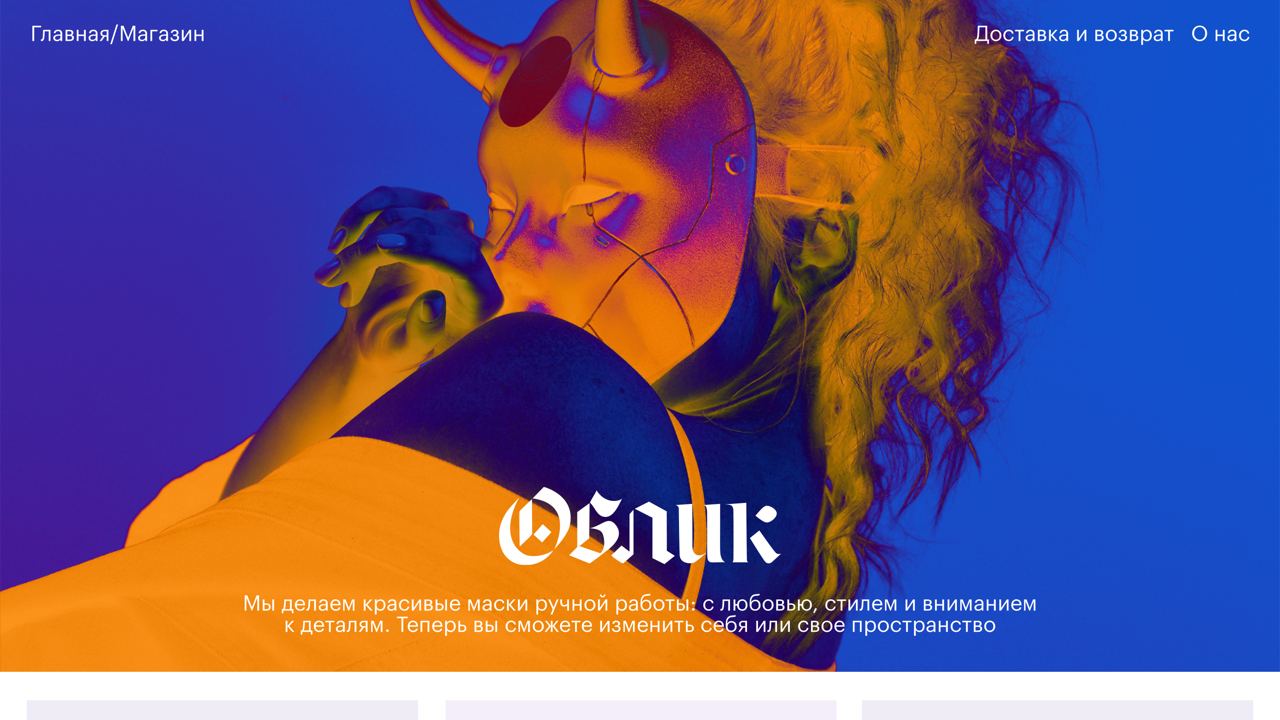 Главная/Магазин
Доставка и возврат О нас
Облик
Мы делаем красивые маски ручной работы: с любовью, стилем и вниманием
к деталям. Теперь вы сможете изменить себя или свое пространство